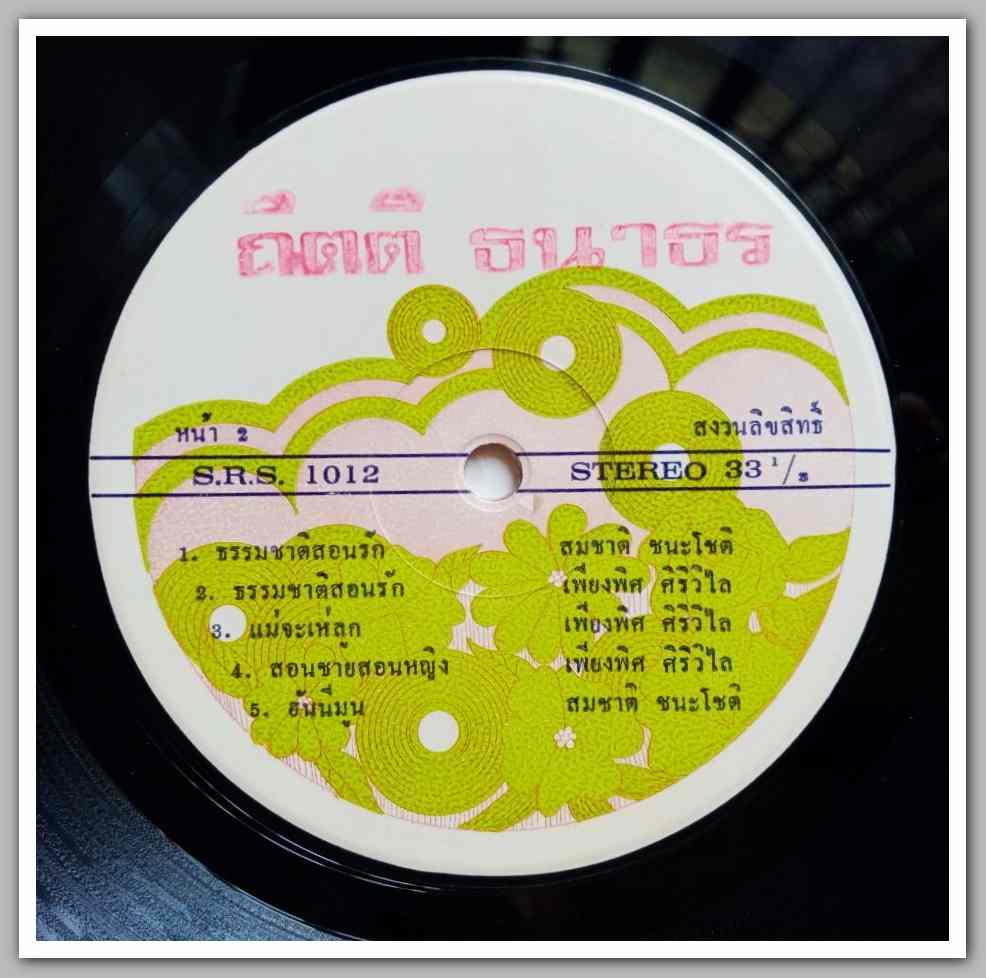 ธนาธร
หน้า 2 สงวนลิขสิทธิ์
S.R.S. 1012 STEREO 33 1/3
1. ธรรมชาติสอนรัก สมชาติ ชนะโชติ
2. ธรรมชาติสอนรัก เพียงพิศ ศิริวิไล
3. แม่จะเห่ลูก เพียงพิศ ศิริวิไล
4. สอนชายสอนหญิง เพียงพิศ ศิริวิไล
5. ฮันนีมูน สมชาติ ชนะโชติ